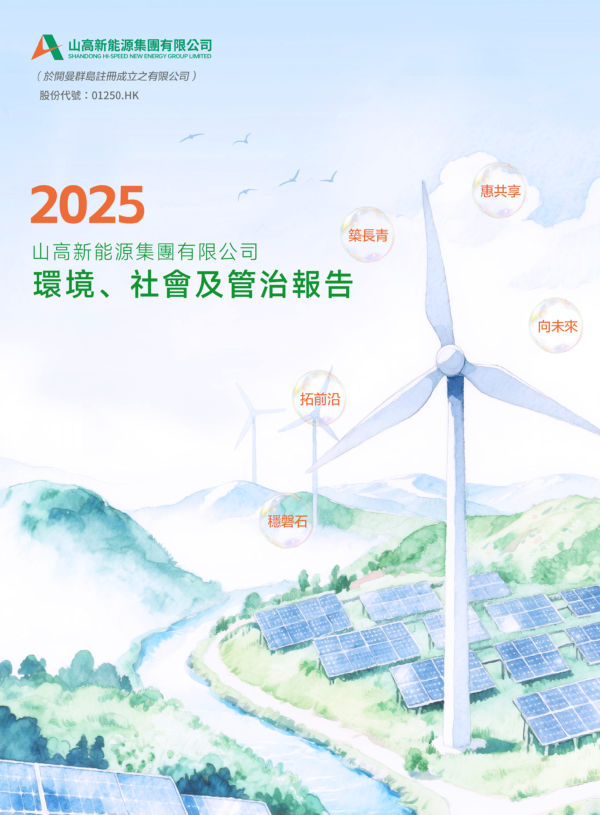 山高新能源集團有限公司
SHANDONG HI-SPEED NEW ENERGY GROUP LIMITED
（於開曼群島註冊成立之有限公司）
股份代號：01250.HK
2025
山高新能源集團有限公司
環境、社會及管治報告
惠共享
築長青
向未來
拓前沿
穩磐石